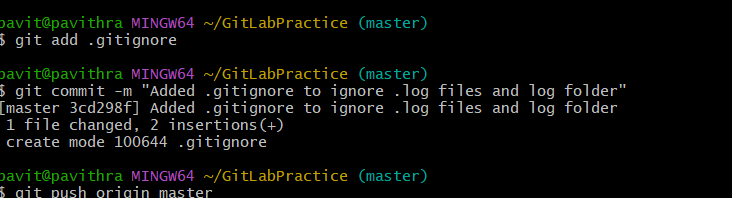 pavit@pavithra MINGW64 ~/GitLabPractice (master)
$ git add .gitignore
pavit@pavithra MINGW64 ~/GitLabPractice (master)
$ git commit -m "Added .gitignore to ignore .log files and log folder"
[master 3cd298f] Added .gitignore to ignore .log files and log folder
1 file changed, 2 insertions(+)
create mode 100644 .gitignore
pavit@pavithra MINGW64 ~/GitLabPractice (master)
$ git push origin master